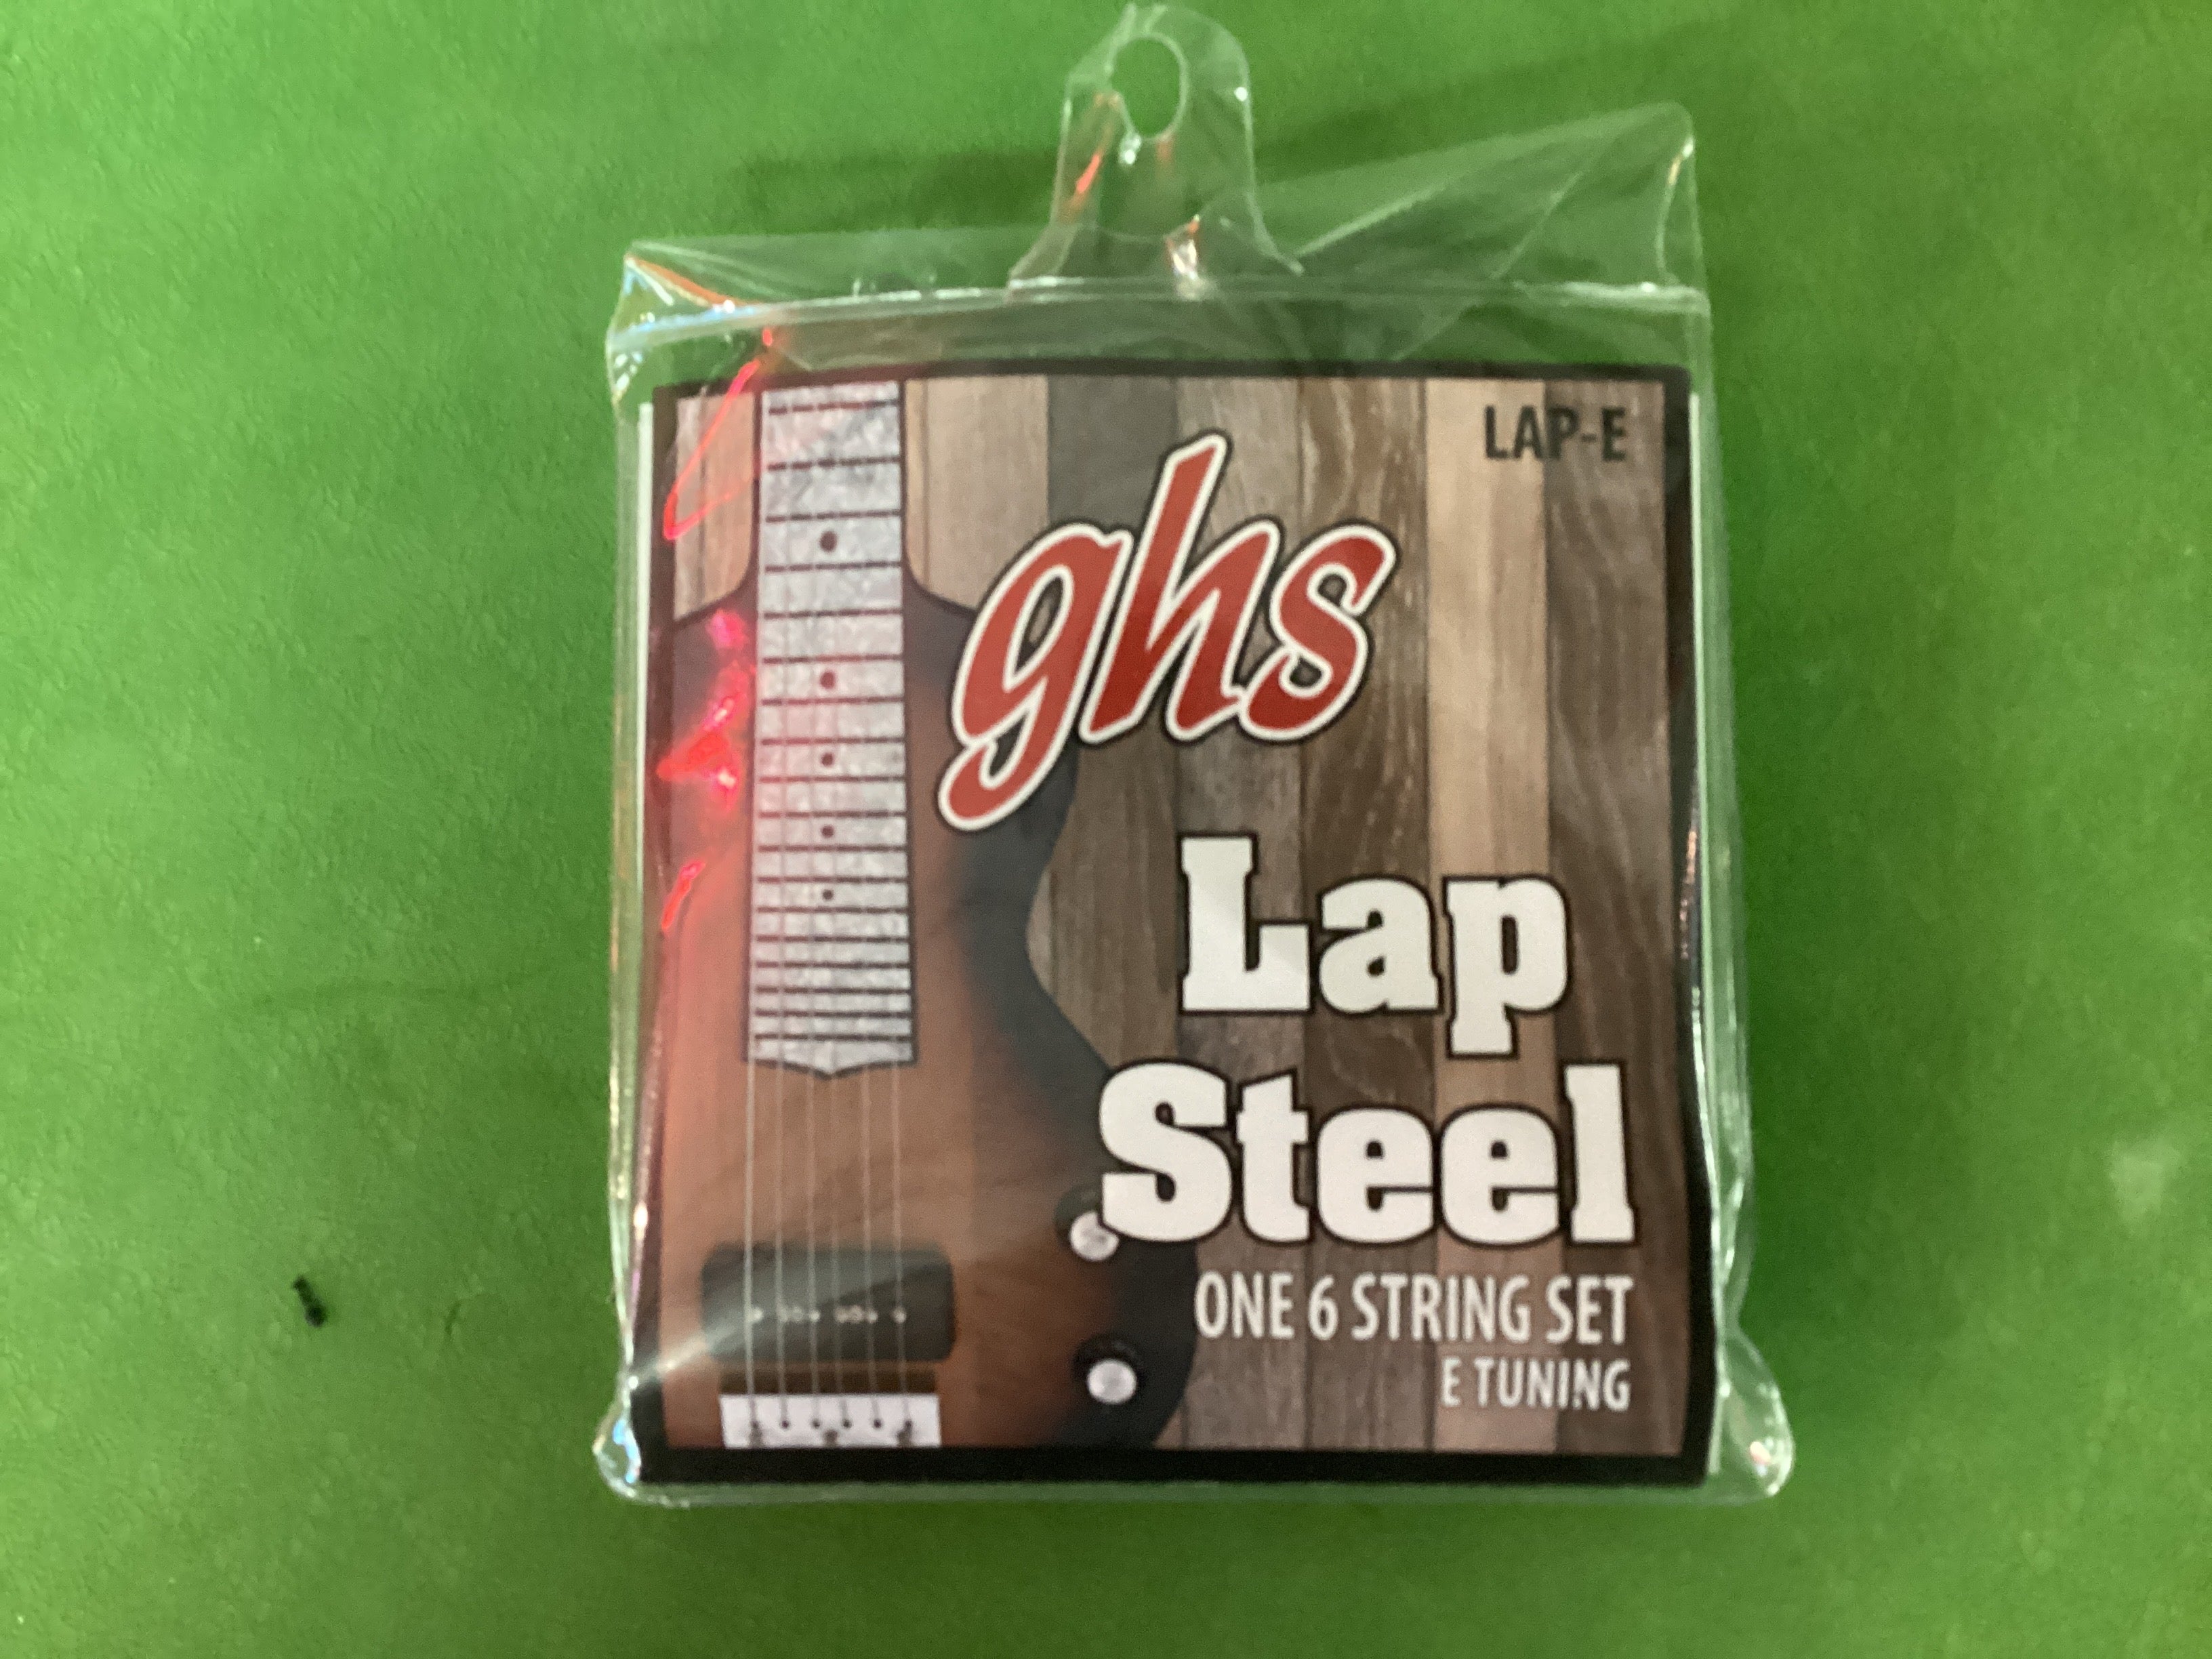 LAP-E
ghs
Lap
Steel
ONE 6 STRING SET
E TUNING